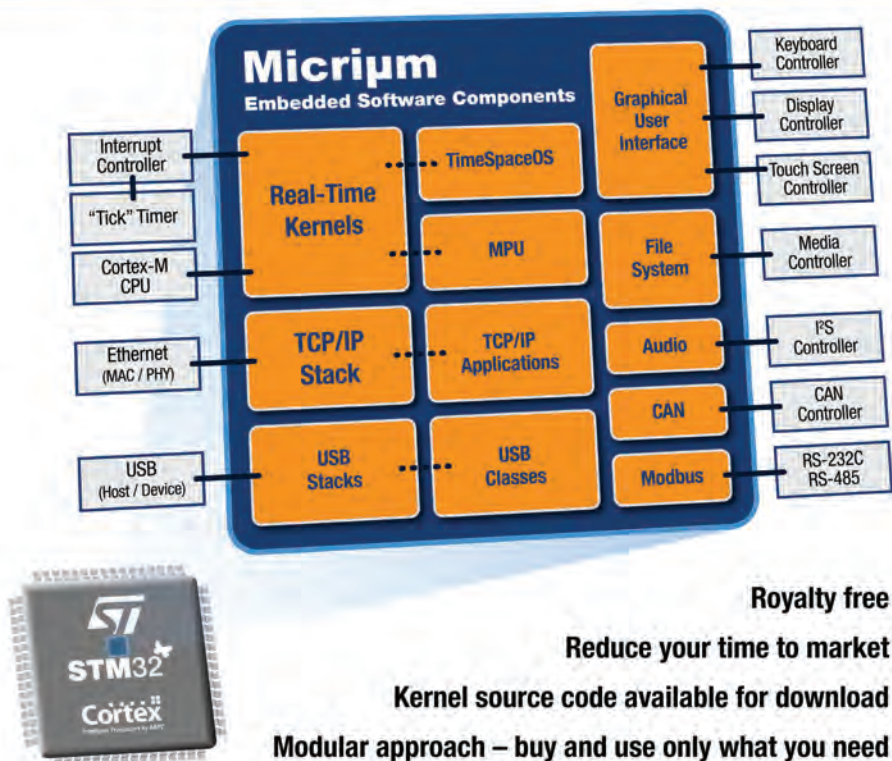 Micriµm
Embedded Software Components
Interrupt
Controller
"Tick" Timer
Cortex-M
CPU
Ethernet
(MAC / PHY)
USB
(Host / Device)
Real-Time
Kernels
TimeSpaceOS
MPU
TCP/IP
Stack
TCP/IP
Applications
USB
Stacks
USB
Classes
Graphical
User
Interface
File
System
Audio
CAN
Modbus
Keyboard
Controller
Display
Controller
Touch Screen
Controller
Media
Controller
I²S
Controller
CAN
Controller
RS-232C
RS-485
ST
STM32
Cortex
Royalty free
Reduce your time to market
Kernel source code available for download
Modular approach – buy and use only what you need